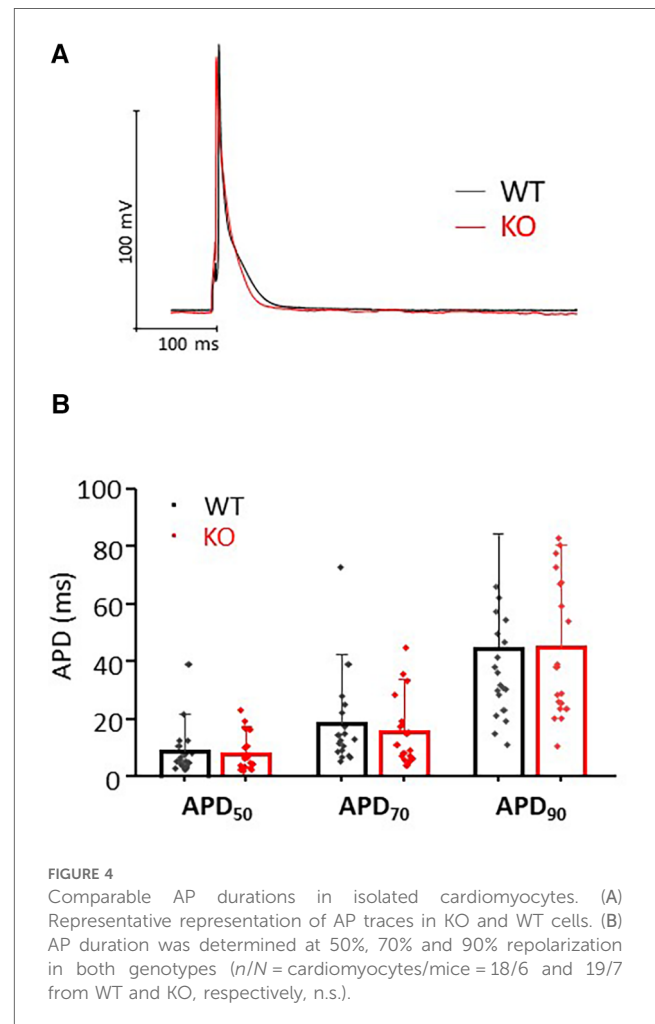 A
WT
KO
100 mV
100 ms
B
100
80
60
40
20
0
APD (ms)
WT
KO
APD50
APD70
APD90
FIGURE 4
Comparable AP durations in isolated cardiomyocytes. (A)
Representative representation of AP traces in KO and WT cells. (B)
AP duration was determined at 50%, 70% and 90% repolarization
in both genotypes (n/N = cardiomyocytes/mice = 18/6 and 19/7
from WT and KO, respectively, n.s.).